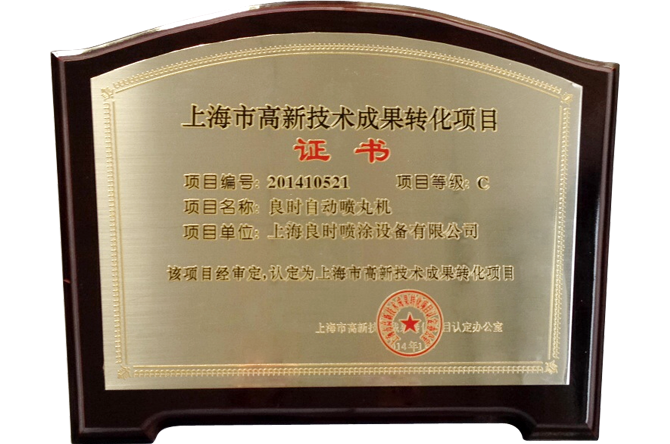 上海市高新技术成果转化项目
证书
项目编号: 201410521 项目等级: C
项目名称: 良时自动喷丸机
项目单位: 上海良时喷涂设备有限公司
该项目经审定,认定为上海市高新技术成果转化项目
上海市高新技 目认定办公室
14年1